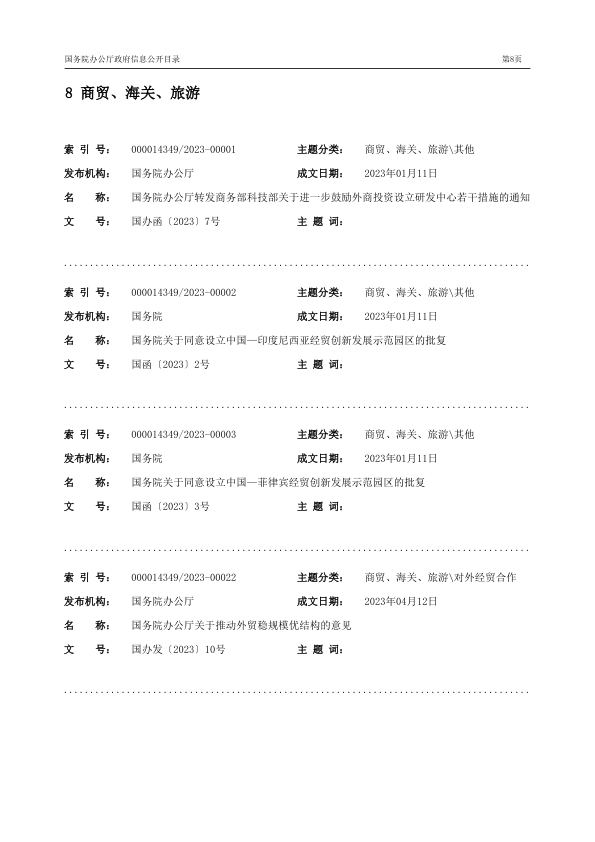 国务院办公厅政府信息公开目录 第8页
8 商贸、海关、旅游
索 引 号： 000014349/2023-00001 主题分类： 商贸、海关、旅游\其他
发布机构： 国务院办公厅 成文日期： 2023年01月11日
名 称： 国务院办公厅转发商务部科技部关于进一步鼓励外商投资设立研发中心若干措施的通知
文 号： 国办函〔2023〕7号 主 题 词：
索 引 号： 000014349/2023-00002 主题分类： 商贸、海关、旅游\其他
发布机构： 国务院 成文日期： 2023年01月11日
名 称： 国务院关于同意设立中国—印度尼西亚经贸创新发展示范园区的批复
文 号： 国函〔2023〕2号 主 题 词：
索 引 号： 000014349/2023-00003 主题分类： 商贸、海关、旅游\其他
发布机构： 国务院 成文日期： 2023年01月11日
名 称： 国务院关于同意设立中国—菲律宾经贸创新发展示范园区的批复
文 号： 国函〔2023〕3号 主 题 词：
索 引 号： 000014349/2023-00022 主题分类： 商贸、海关、旅游\对外经贸合作
发布机构： 国务院办公厅 成文日期： 2023年04月12日
名 称： 国务院办公厅关于推动外贸稳规模优结构的意见
文 号： 国办发〔2023〕10号 主 题 词：